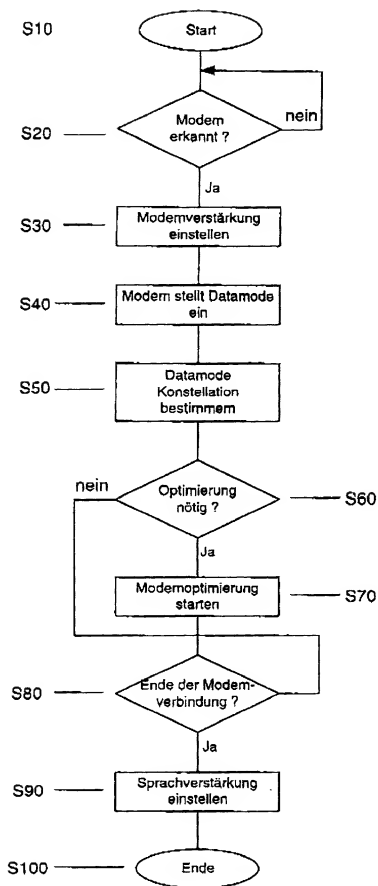 S10
Start
nein
Modem
erkannt ?
S20
Ja
S30
Modemverstärkung
einstellen
S40
Modem stellt Datamode
ein
S50
Datamode
Konstellation
bestimmem
nein
Optimierung
nötig ?
S60
Ja
Modemoptimierung
starten
S70
S80
Ende der Modem-
verbindung ?
Ja
S90
Sprachverstärkung
einstellen
S100
Ende